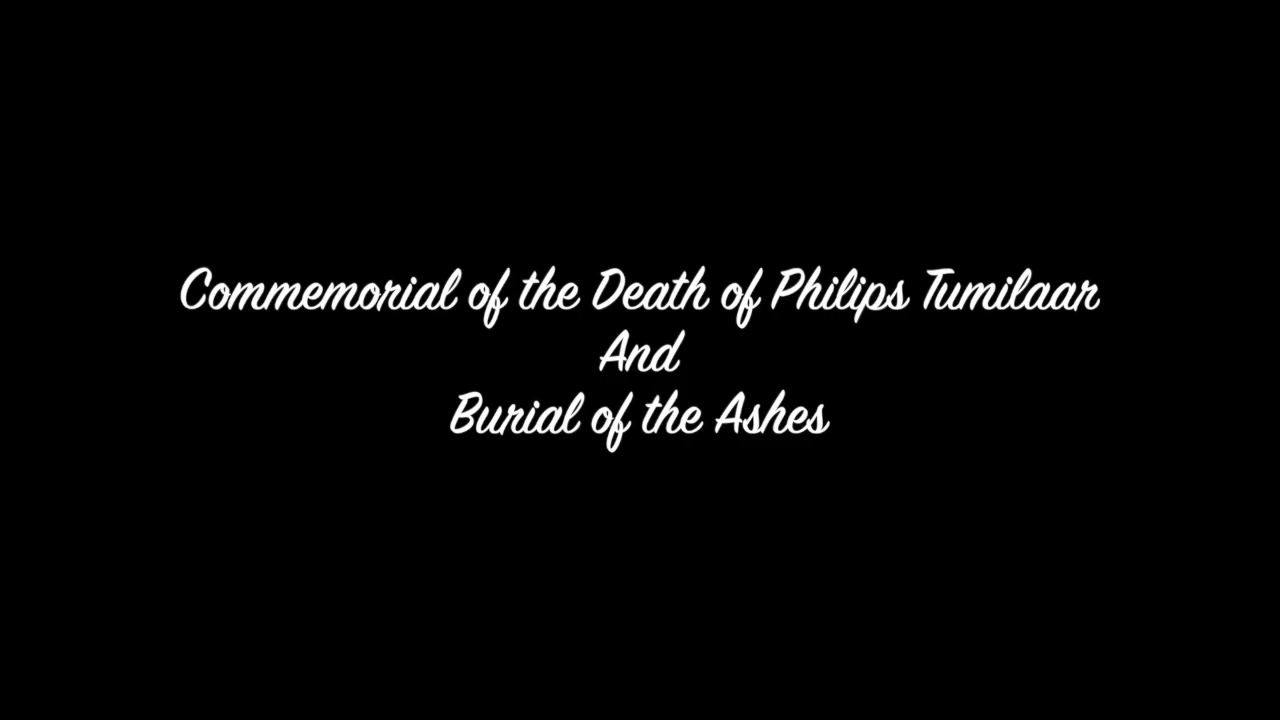 Commemorial of the Death of Philips Tumilaar
And
Burial of the Ashes